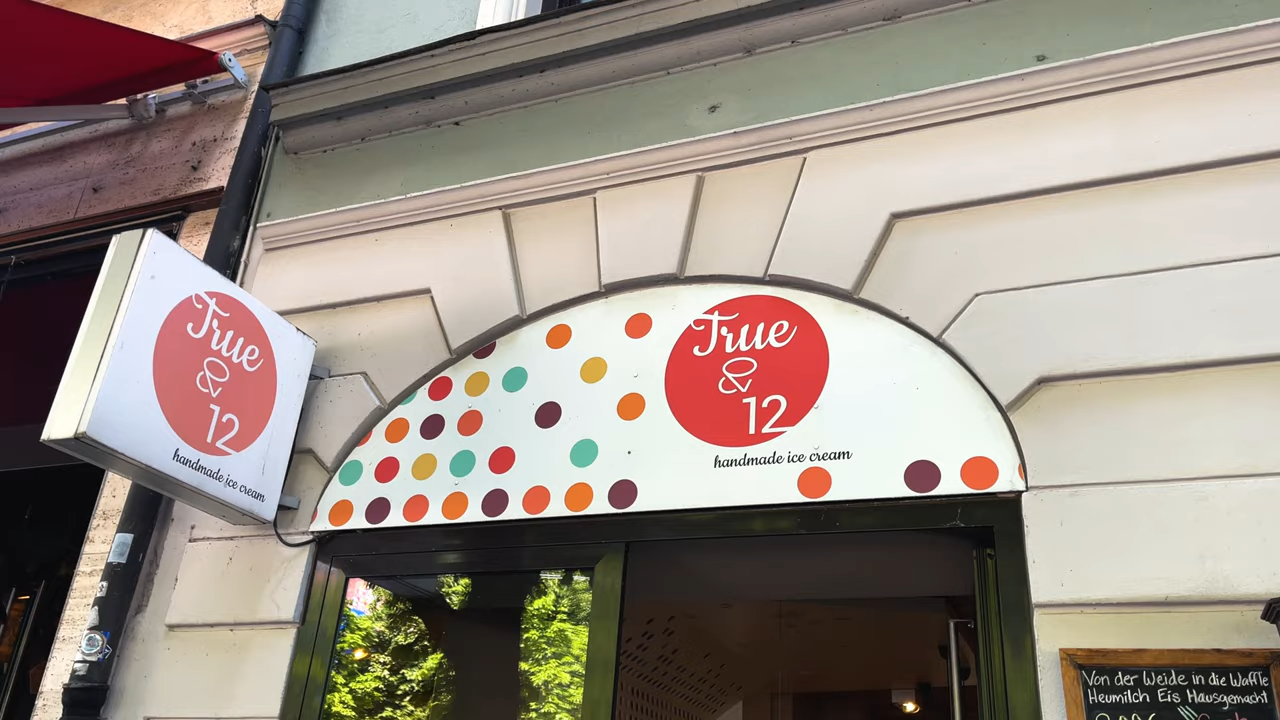 True
&
12
handmade ice cream
True
&
12
handmade ice cream
Von der Weide in die Waffle
Heumilch Eis Hausgemacht